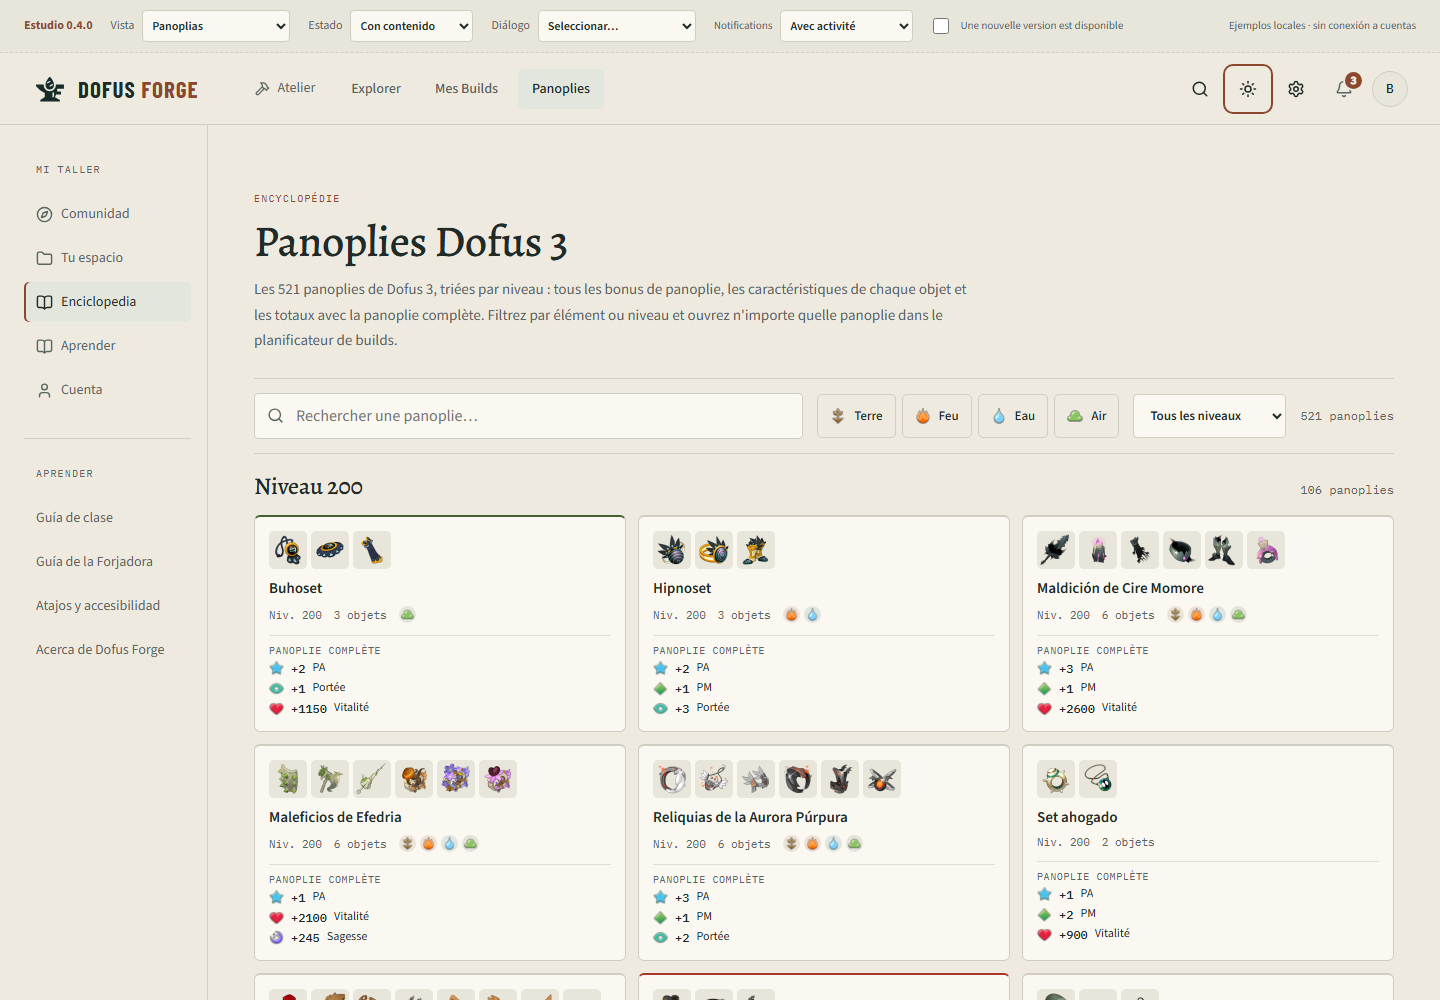 Estudio 0.4.0 Vista Panoplias Estado Con contenido Diálogo Seleccionar... Notifications Avec activité Une nouvelle version est disponible Ejemplos locales · sin conexión a cuentas
DOFUS FORGE Atelier Explorer Mes Builds Panoplies 3 B
MI TALLER
Comunidad
Tu espacio
Enciclopedia
Aprender
Cuenta
APRENDER
Guía de clase
Guía de la Forjadora
Atajos y accesibilidad
Acerca de Dofus Forge
ENCYCLOPÉDIE
Panoplies Dofus 3
Les 521 panoplies de Dofus 3, triées par niveau : tous les bonus de panoplie, les caractéristiques de chaque objet et
les totaux avec la panoplie complète. Filtrez par élément ou niveau et ouvrez n'importe quelle panoplie dans le
planificateur de builds.
Rechercher une panoplie... Terre Feu Eau Air Tous les niveaux 521 panoplies
Niveau 200 106 panoplies
Buhoset
Niv. 200 3 objets
PANOPLIE COMPLÈTE
+2 PA
+1 Portée
+1150 Vitalité
Hipnoset
Niv. 200 3 objets
PANOPLIE COMPLÈTE
+2 PA
+1 PM
+3 Portée
Maldición de Cire Momore
Niv. 200 6 objets
PANOPLIE COMPLÈTE
+3 PA
+1 PM
+2600 Vitalité
Maleficios de Efedria
Niv. 200 6 objets
PANOPLIE COMPLÈTE
+1 PA
+2100 Vitalité
+245 Sagesse
Reliquias de la Aurora Púrpura
Niv. 200 6 objets
PANOPLIE COMPLÈTE
+3 PA
+1 PM
+2 Portée
Set ahogado
Niv. 200 2 objets
PANOPLIE COMPLÈTE
+1 PA
+2 PM
+900 Vitalité